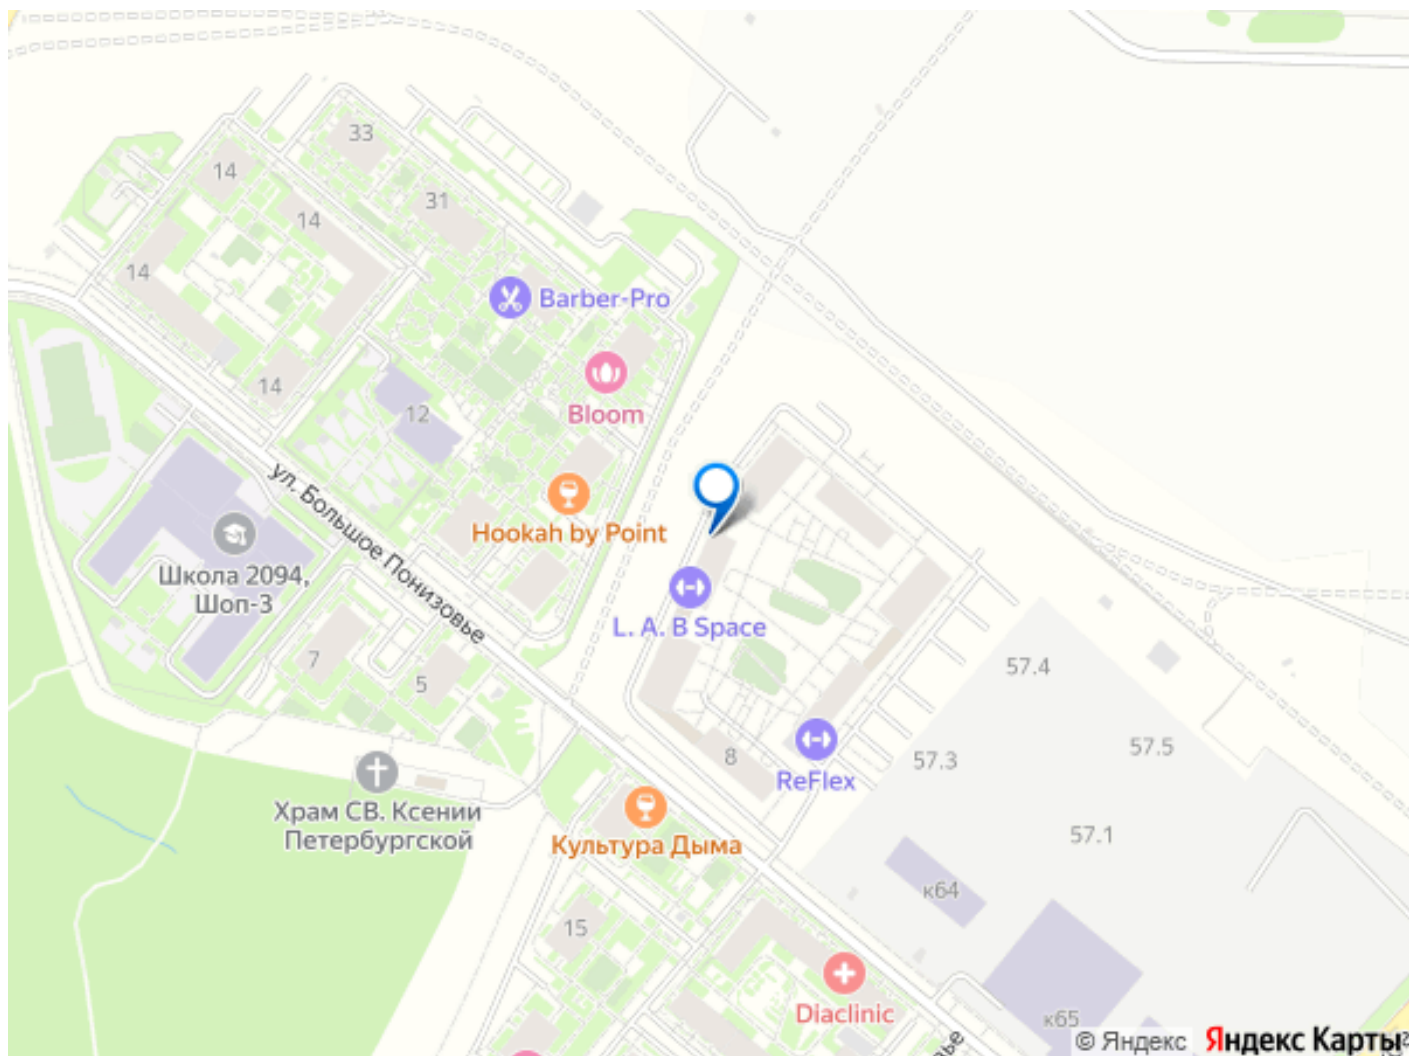 33
14
31
14
14
Barber-Pro
14
12
Bloom
ул. Большое Понизовье
Hookah by Point
Школа 2094,
Шоп-3
L. A. B Space
7
5
57.4
57.5
57.3
8
ReFlex
Храм СВ. Ксении
Петербургской
Культура Дыма
57.1
к64
15
Diaclinic
к65
© Яндекс Яндекс Карты